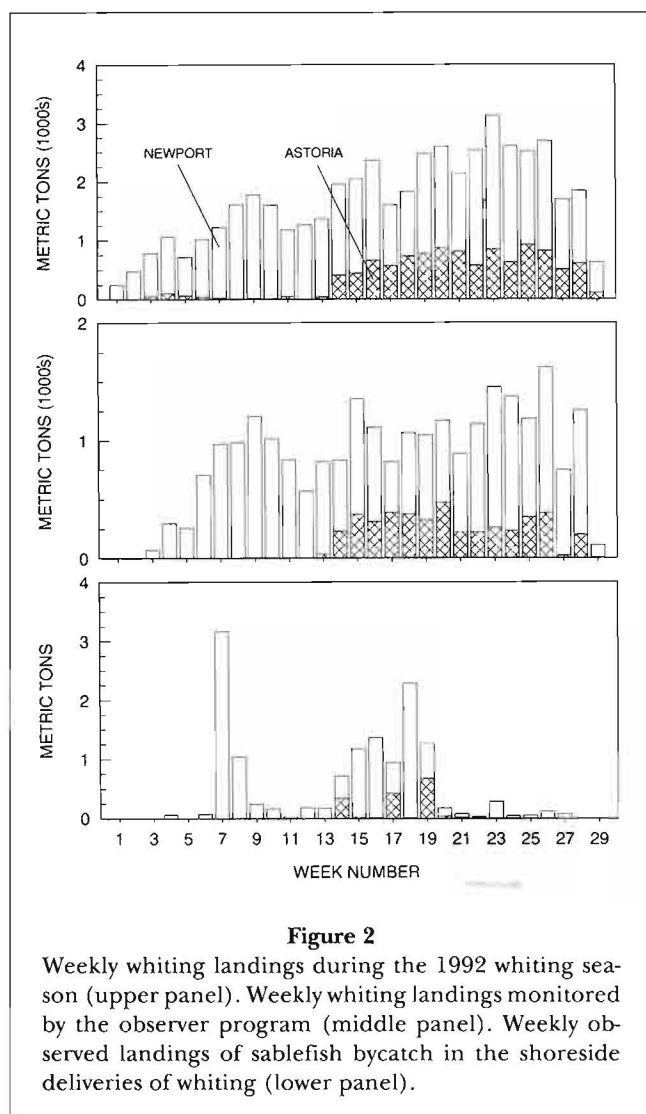 4
3
2
1
0
METRIC TONS (1000's)
NEWPORT
ASTORIA
2
1
0
METRIC TONS (1000's)
4
3
2
1
0
METRIC TONS
1 3 5 7 9 11 13 15 17 19 21 23 25 27 29
WEEK NUMBER
Figure 2
Weekly whiting landings during the 1992 whiting sea-
son (upper panel). Weekly whiting landings monitored
by the observer program (middle panel). Weekly ob-
served landings of sablefish bycatch in the shoreside
deliveries of whiting (lower panel).